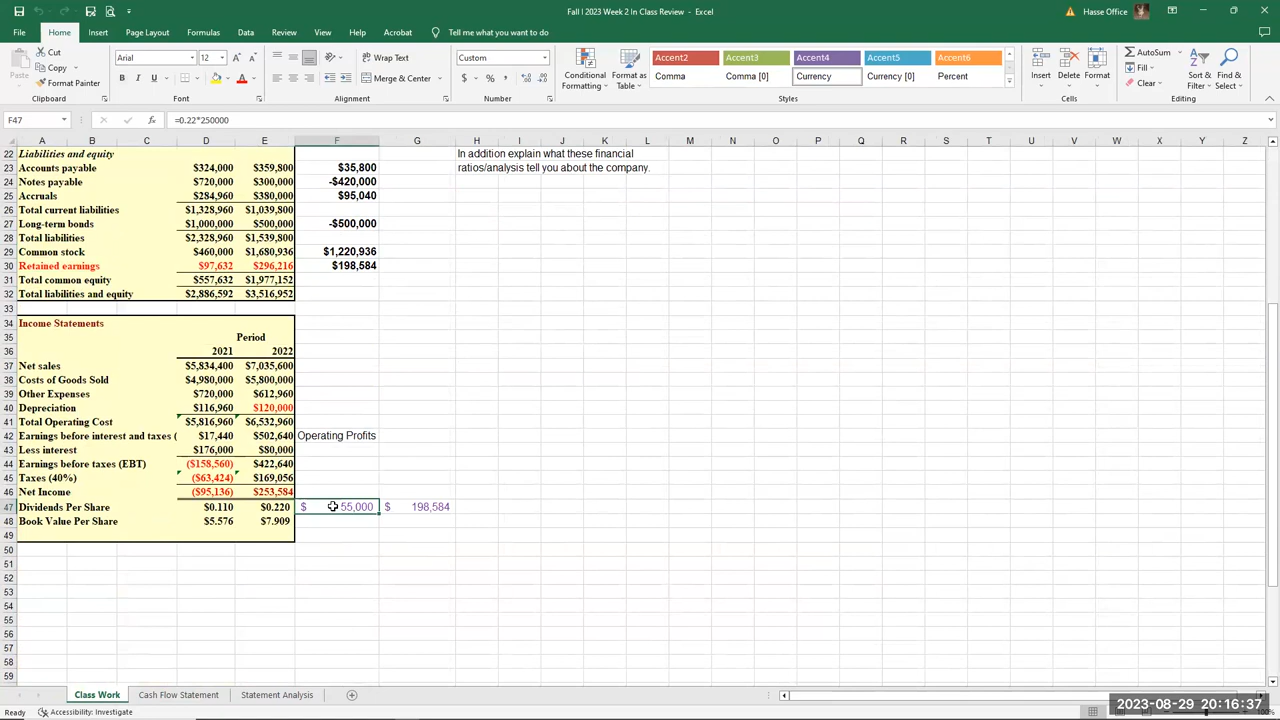 Fall I 2023 Week 2 In Class Review - Excel
Hasse Office
File Home Insert Page Layout Formulas Data Review View Help Acrobat Tell me what you want to do
Cut
Copy
Format Painter
Paste
Clipboard
Arial 12
B I U
Font
Wrap Text
Merge & Center
Alignment
Custom
$ % ,
Number
Conditional Formatting
Format as Table
Accent2 Accent3 Accent4 Accent5 Accent6
Comma Comma [0] Currency Currency [0] Percent
Styles
Insert Delete Format
Cells
AutoSum
Fill
Clear
Sort & Filter
Find & Select
Editing
F47 fx =0.22*250000
A B C D E F G H I J K L M N O P Q R S T U V W X Y Z
22 Liabilities and equity In addition explain what these financial
23 Accounts payable $324,000 $359,800 $35,800 ratios/analysis tell you about the company.
24 Notes payable $720,000 $300,000 -$420,000
25 Accruals $284,960 $380,000 $95,040
26 Total current liabilities $1,328,960 $1,039,800
27 Long-term bonds $1,000,000 $500,000 -$500,000
28 Total liabilities $2,328,960 $1,539,800
29 Common stock $460,000 $1,680,936 $1,220,936
30 Retained earnings $97,632 $296,216 $198,584
31 Total common equity $557,632 $1,977,152
32 Total liabilities and equity $2,886,592 $3,516,952
33
34 Income Statements
35 Period
36 2021 2022
37 Net sales $5,834,400 $7,035,600
38 Costs of Goods Sold $4,980,000 $5,800,000
39 Other Expenses $720,000 $612,960
40 Depreciation $116,960 $120,000
41 Total Operating Cost $5,816,960 $6,532,960
42 Earnings before interest and taxes ( $17,440 $502,640 Operating Profits
43 Less interest $176,000 $80,000
44 Earnings before taxes (EBT) ($158,560) $422,640
45 Taxes (40%) ($63,424) $169,056
46 Net Income ($95,136) $253,584
47 Dividends Per Share $0.110 $0.220 $ 55,000 $ 198,584
48 Book Value Per Share $5.576 $7.909
49
50
51
52
53
54
55
56
57
58
59
Class Work Cash Flow Statement Statement Analysis
Ready Accessibility: Investigate
2023-08-29 20:16:37